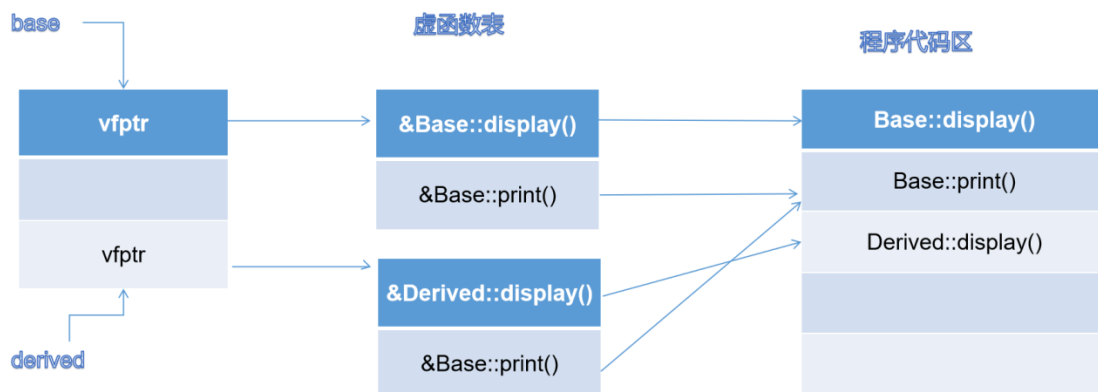 base
虚函数表
程序代码区
vfptr
&Base::display()
Base::display()
&Base::print()
Base::print()
vfptr
Derived::display()
&Derived::display()
derived
&Base::print()